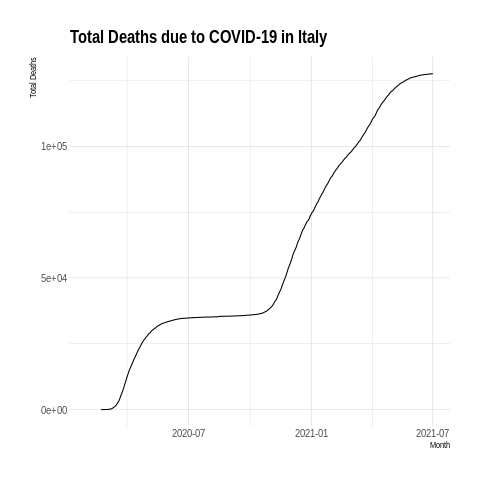 Total Deaths due to COVID-19 in Italy
Total Deaths
1e+05
5e+04
0e+00
2020-07 2021-01 2021-07
Month